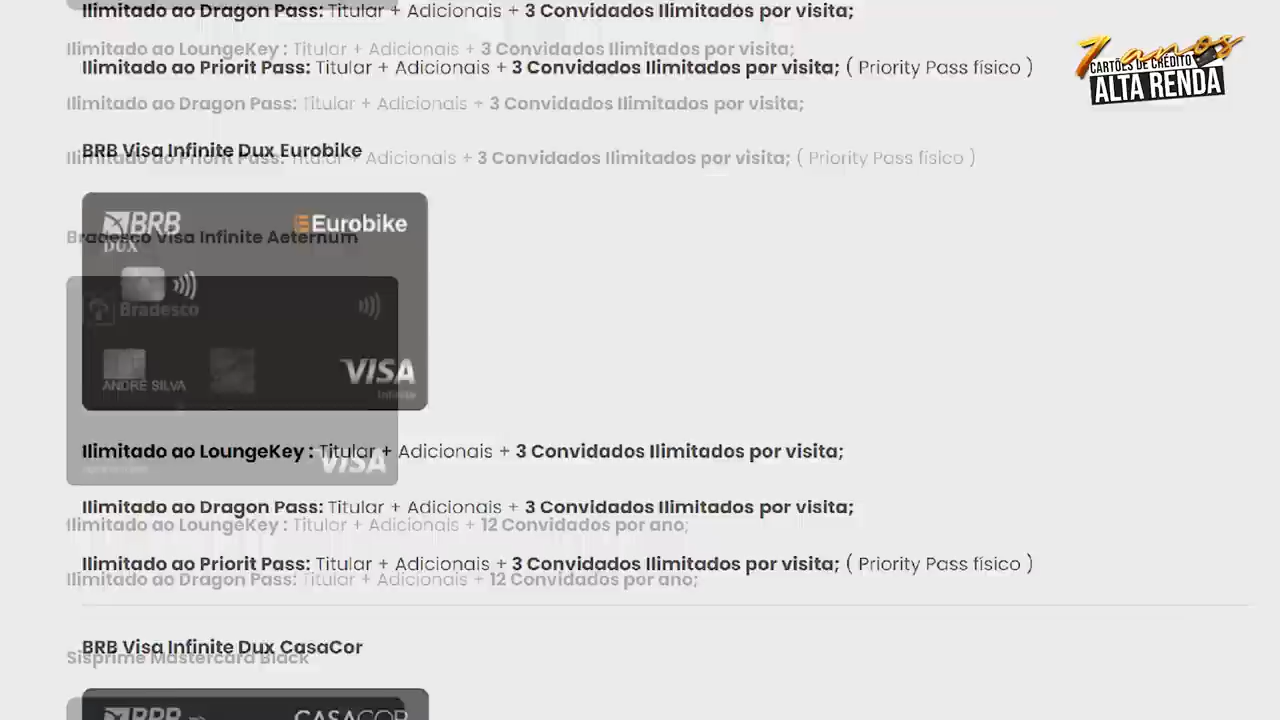 Ilimitado ao Dragon Pass: Titular + Adicionais + 3 Convidados Ilimitados por visita;
Ilimitado ao LoungeKey : Titular + Adicionais + 3 Convidados Ilimitados por visita;
Ilimitado ao Priorit Pass: Titular + Adicionais + 3 Convidados Ilimitados por visita; ( Priority Pass físico )
Ilimitado ao Dragon Pass: Titular + Adicionais + 3 Convidados Ilimitados por visita;
7 anos
CARTÕES DE CRÉDITO
ALTA RENDA
BRB Visa Infinite Dux Eurobike
Ilimitado ao Priorit Pass: Titular + Adicionais + 3 Convidados Ilimitados por visita; ( Priority Pass físico )
BRB
DUX
Eurobike
Bradesco Visa Infinite Aeternum
Bradesco
ANDRE SILVA
VISA
Infinite
Ilimitado ao LoungeKey : Titular + Adicionais + 3 Convidados Ilimitados por visita;
VISA
Ilimitado ao Dragon Pass: Titular + Adicionais + 3 Convidados Ilimitados por visita;
Ilimitado ao LoungeKey : Titular + Adicionais + 12 Convidados por ano;
Ilimitado ao Priorit Pass: Titular + Adicionais + 3 Convidados Ilimitados por visita; ( Priority Pass físico )
Ilimitado ao Dragon Pass: Titular + Adicionais + 12 Convidados por ano;
BRB Visa Infinite Dux CasaCor
Sisprime Mastercard Black
BRB
CASACOR